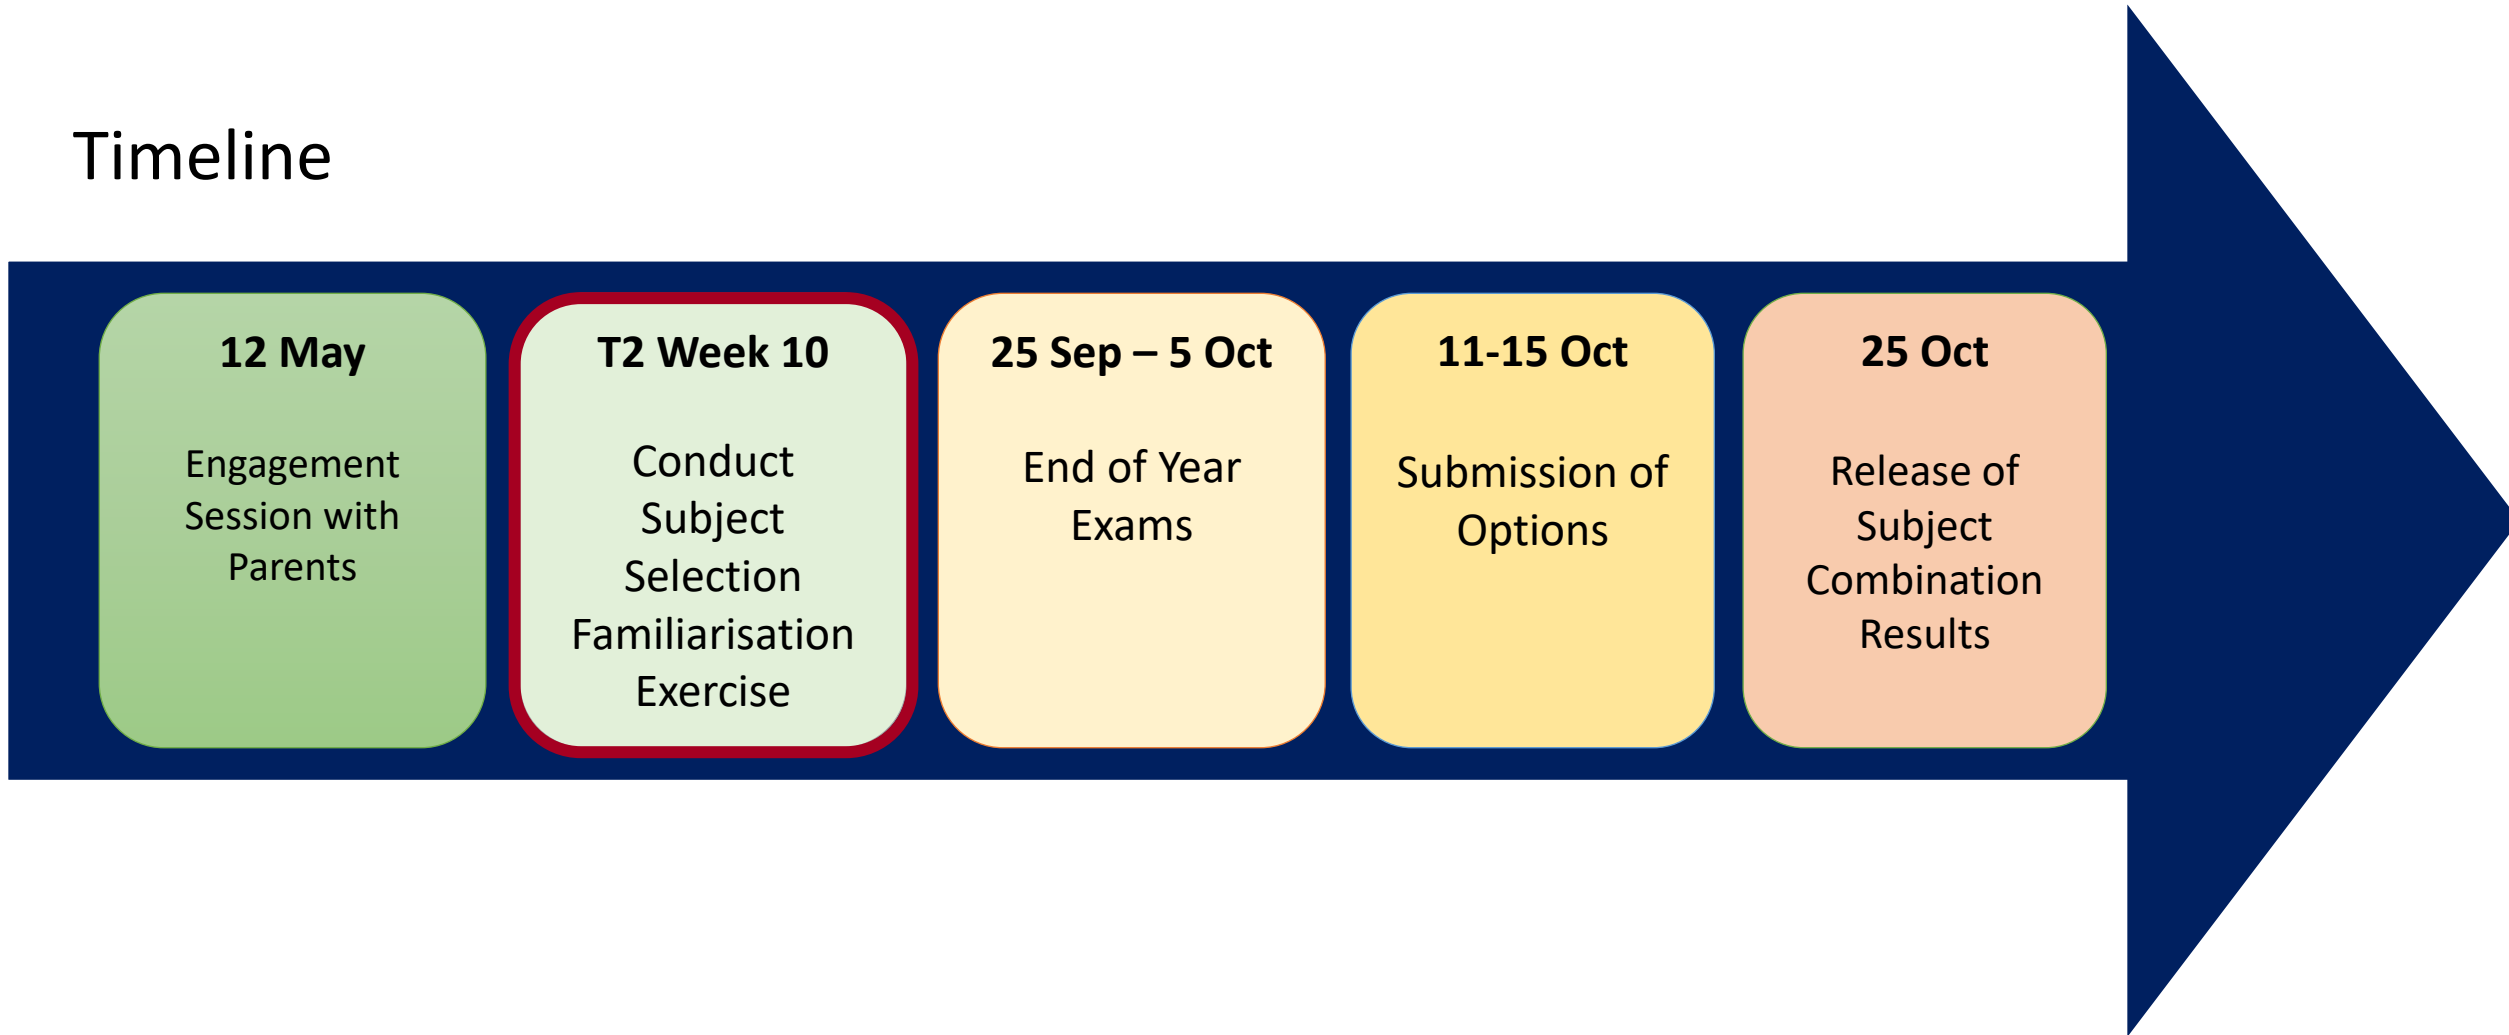 Timeline
12 May
Engagement
Session with
Parents
T2 Week 10
Conduct
Subject
Selection
Familiarisation
Exercise
25 Sep – 5 Oct
End of Year
Exams
11-15 Oct
Submission of
Options
25 Oct
Release of
Subject
Combination
Results